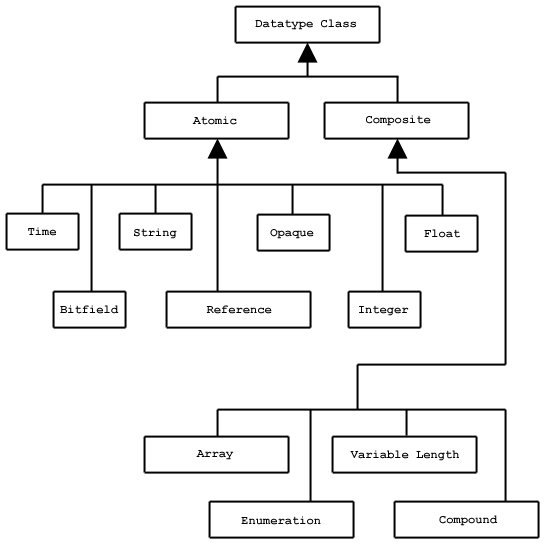 Datatype Class
Atomic
Composite
Time
String
Opaque
Float
Bitfield
Reference
Integer
Array
Variable Length
Enumeration
Compound